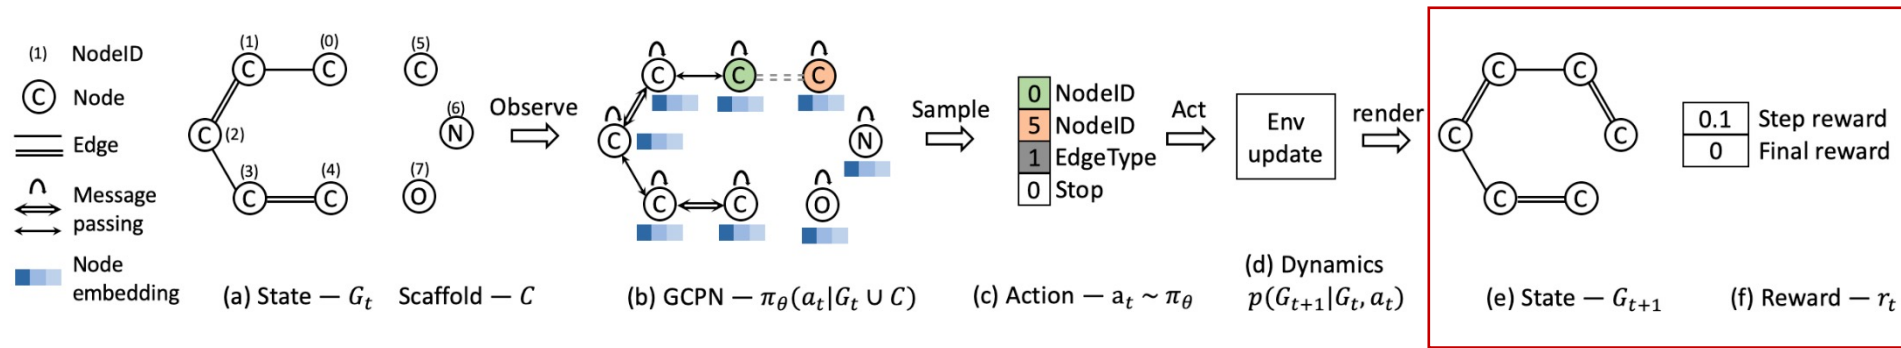 (1) NodeID
C Node
Edge
Message
passing
Node
embedding
(1) (0) (5)
C C C
(6)
N
C (2)
(3) (4) (7)
C C O
(a) State — G_t Scaffold — C
Observe
C C C
C N
C C O
(b) GCPN — π_θ(a_t|G_t ∪ C)
Sample
0 NodeID
5 NodeID
1 EdgeType
0 Stop
(c) Action — a_t ~ π_θ
Act
Env
update
(d) Dynamics
p(G_{t+1}|G_t, a_t)
render
C C
C C
C C
(e) State — G_{t+1}
0.1 Step reward
0 Final reward
(f) Reward — r_t